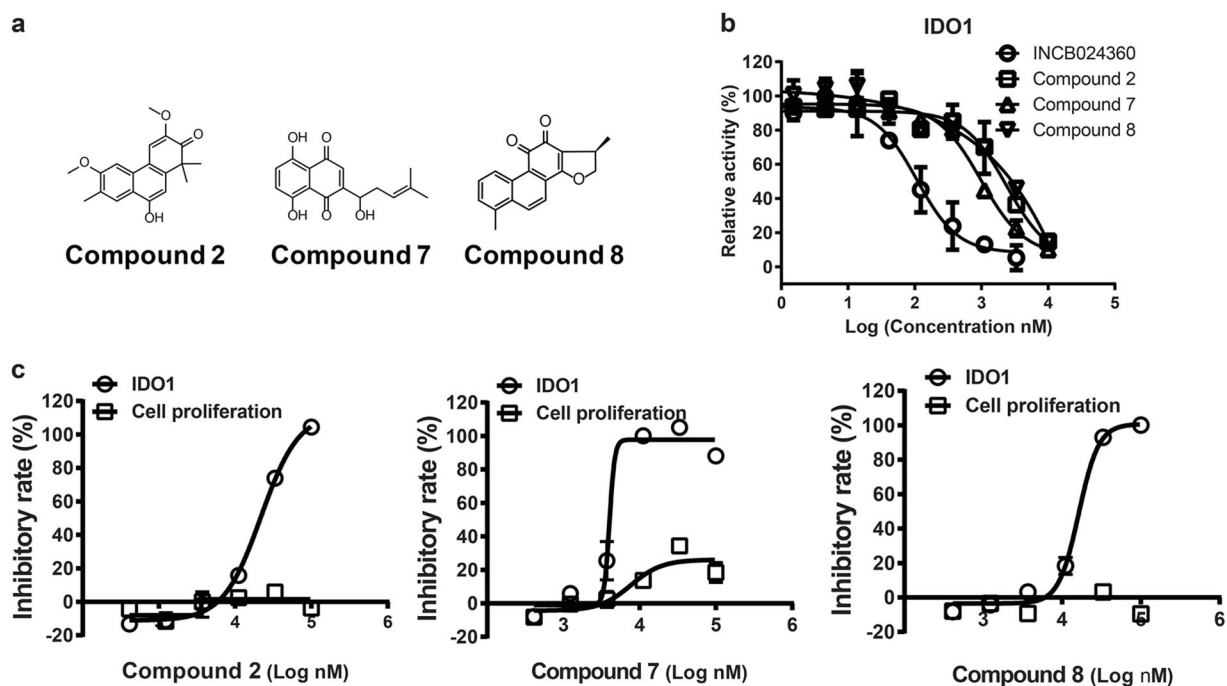 a
O
O
O
OH
Compound 2
OH
O
OH
O
OH
Compound 7
O
O
O
Compound 8
b
IDO1
INCB024360
Compound 2
Compound 7
Compound 8
Relative activity (%)
120
100
80
60
40
20
0
0
1
2
3
4
5
Log (Concentration nM)
c
IDO1
Cell proliferation
Inhibitory rate (%)
120
100
80
60
40
20
0
-20
4
5
6
Compound 2 (Log nM)
IDO1
Cell proliferation
Inhibitory rate (%)
120
100
80
60
40
20
0
-20
3
4
5
6
Compound 7 (Log nM)
IDO1
Cell proliferation
Inhibitory rate (%)
120
100
80
60
40
20
0
-20
3
4
5
6
Compound 8 (Log nM)